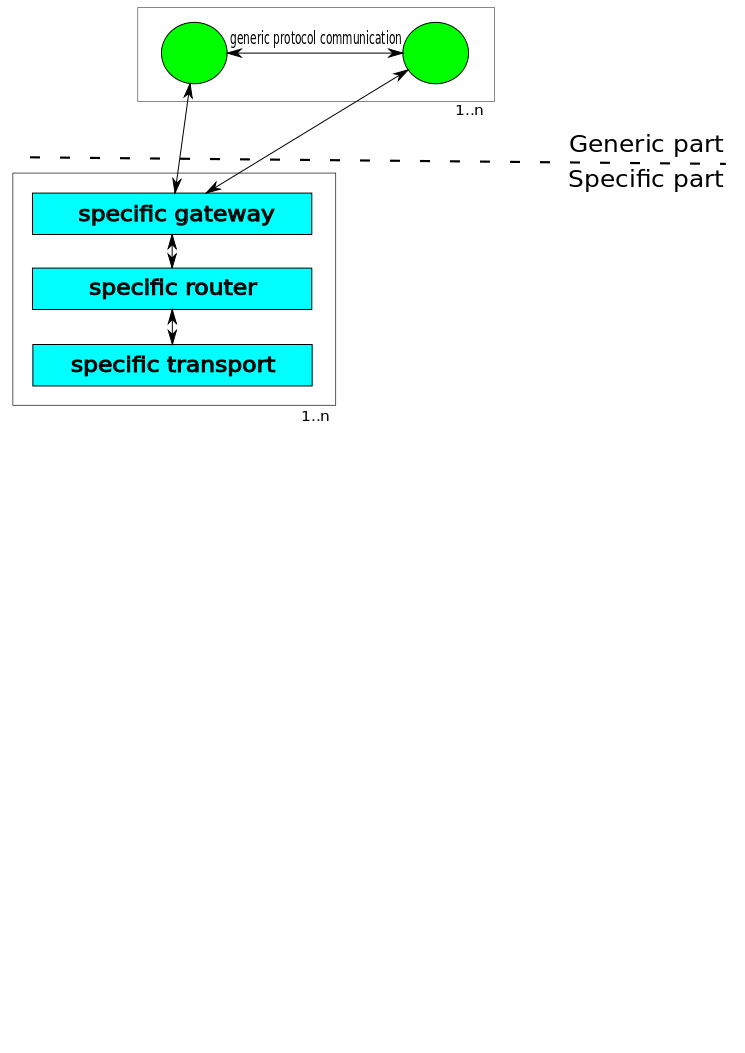 generic protocol communication
1..n
Generic part
Specific part
specific gateway
specific router
specific transport
1..n